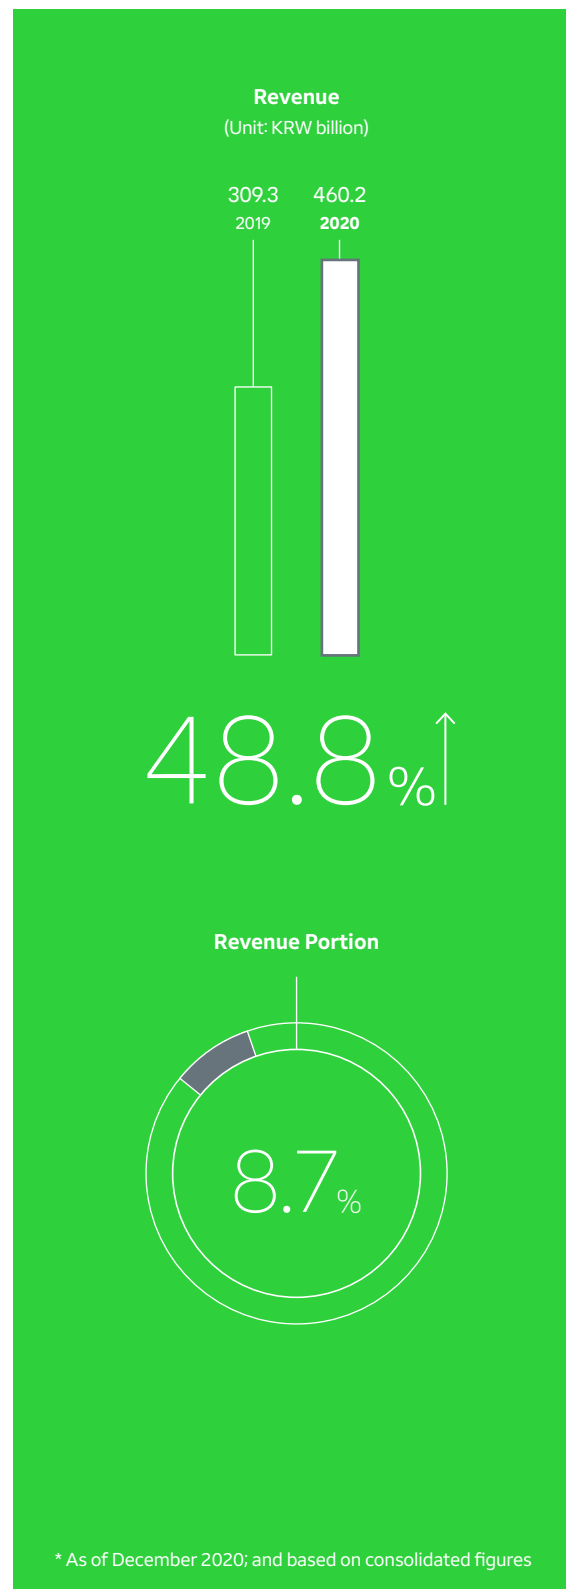 Revenue
(Unit: KRW billion)
309.3 460.2
2019 2020
48.8%↑
Revenue Portion
8.7%
* As of December 2020; and based on consolidated figures